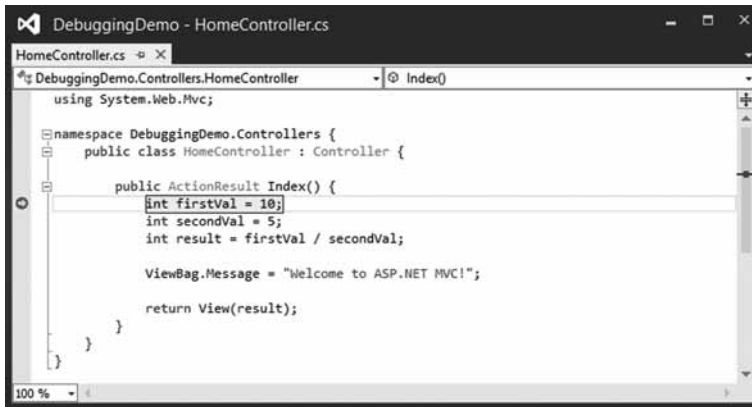 DebuggingDemo - HomeController.cs
HomeController.cs
DebuggingDemo.Controllers.HomeController Index()
using System.Web.Mvc;
namespace DebuggingDemo.Controllers {
public class HomeController : Controller {
public ActionResult Index() {
int firstVal = 10;
int secondVal = 5;
int result = firstVal / secondVal;
ViewBag.Message = "Welcome to ASP.NET MVC!";
return View(result);
}
}
}
100 %